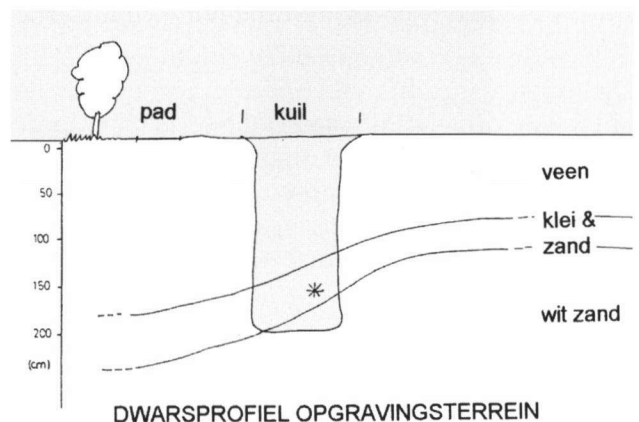 pad kuil
0
veen
50
klei &
100
zand
150
wit zand
200
(cm)
DWARSPROFIEL OPGRAVINGSTERREIN